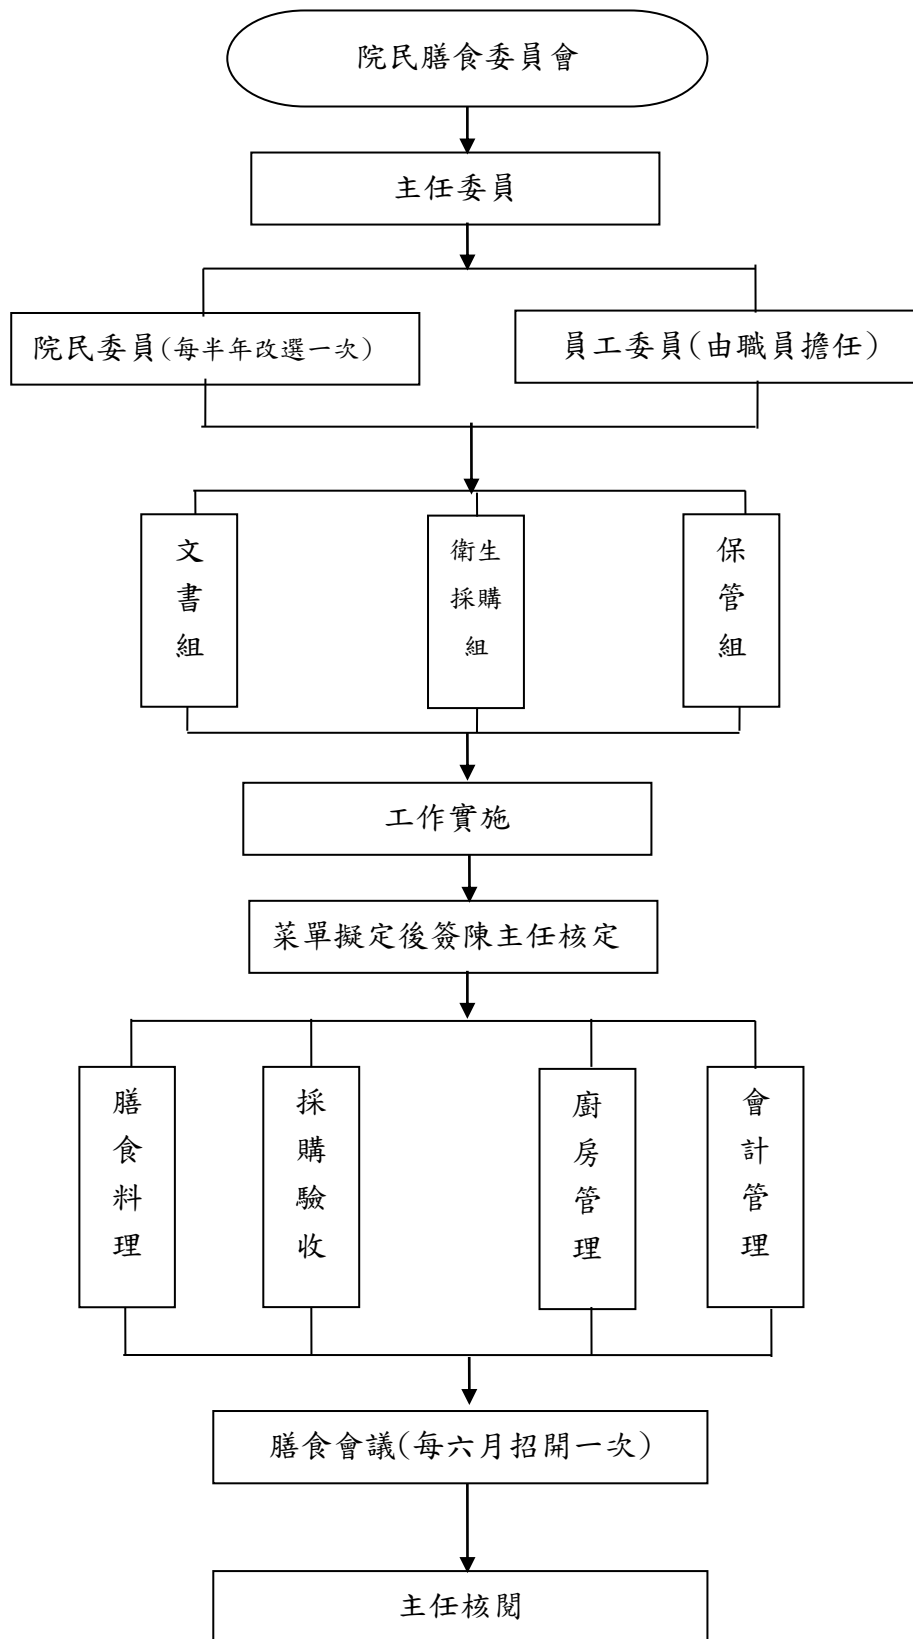 院民膳食委員會
主任委員
院民委員(每半年改選一次)
員工委員(由職員擔任)
文書組
衛生
採購
組
保管組
工作實施
菜單擬定後簽陳主任核定
膳食料理
採購驗收
廚房管理
會計管理
膳食會議(每六月招開一次)
主任核閱